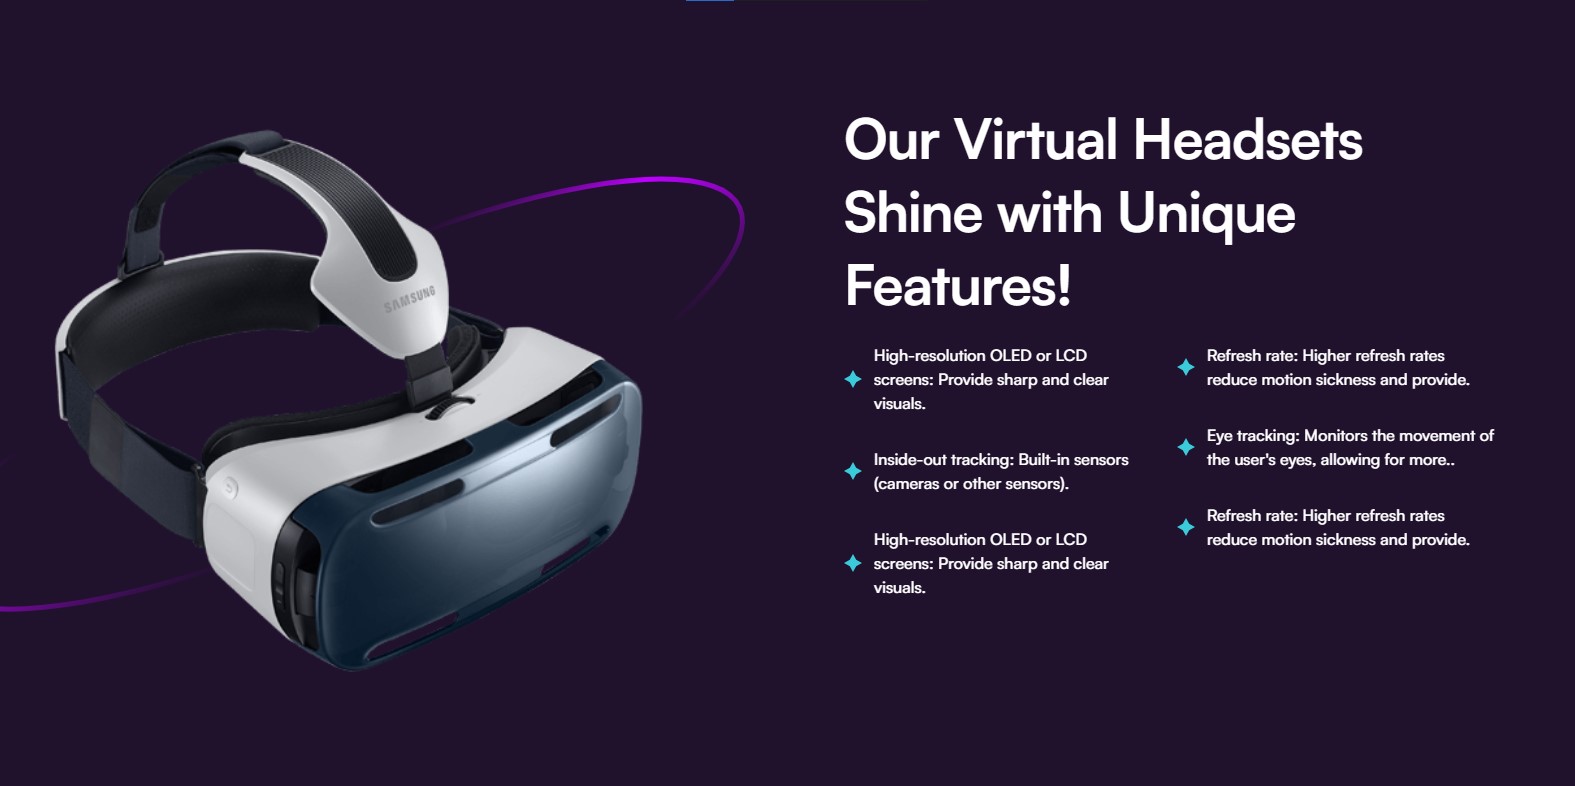 SAMSUNG
Our Virtual Headsets
Shine with Unique
Features!
High-resolution OLED or LCD
screens: Provide sharp and clear
visuals.
Inside-out tracking: Built-in sensors
(cameras or other sensors).
High-resolution OLED or LCD
screens: Provide sharp and clear
visuals.
Refresh rate: Higher refresh rates
reduce motion sickness and provide.
Eye tracking: Monitors the movement of
the user's eyes, allowing for more..
Refresh rate: Higher refresh rates
reduce motion sickness and provide.